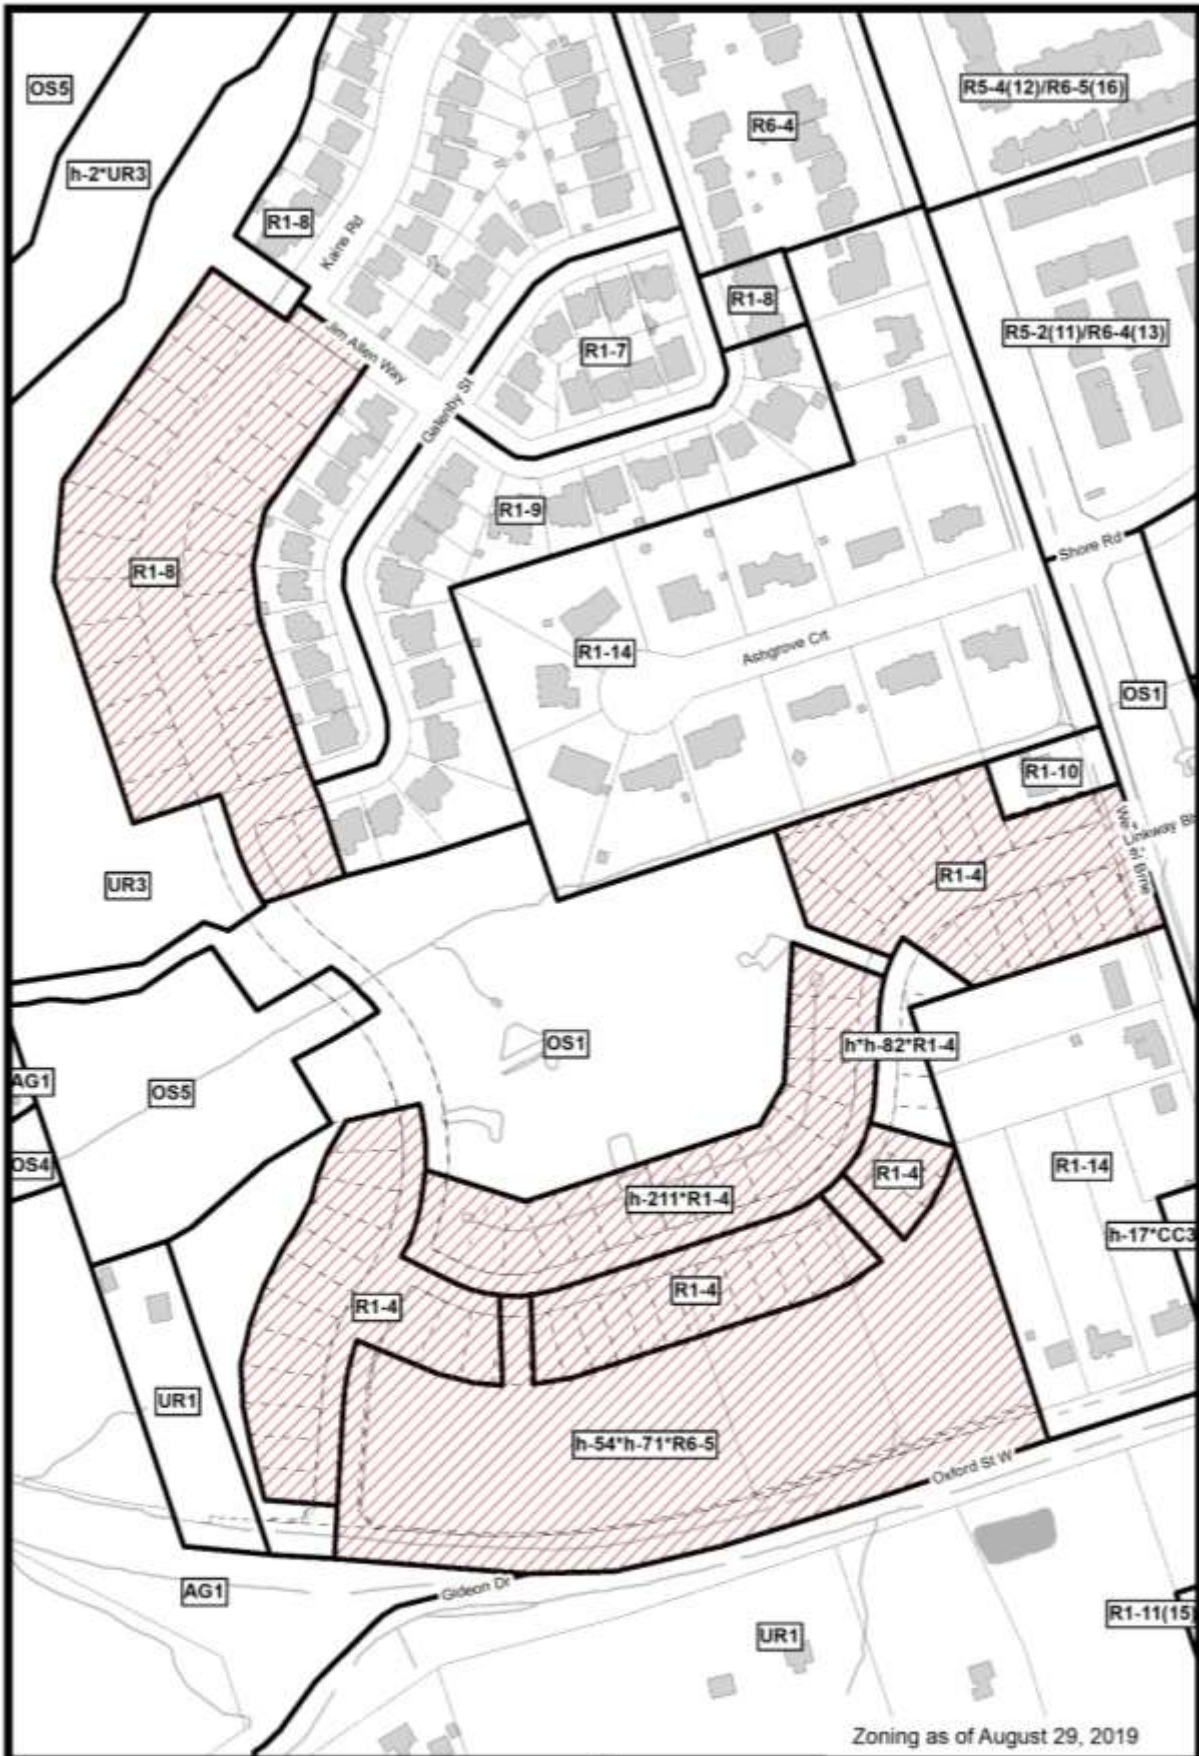 OS5
R5-4(12)/R6-5(16)
R6-4
h-2*UR3
R1-8
Kains Rd
R1-8
R5-2(11)/R6-4(13)
Jim Allen Way
R1-7
Gatenby St
R1-9
Shore Rd
R1-8
R1-14
Ashgrove Crt
OS1
R1-10
UR3
R1-4
OS1
h*h-82*R1-4
AG1
OS5
OS4
R1-4
R1-14
h-211*R1-4
h-17*CC3
R1-4
R1-4
UR1
h-54*h-71*R6-5
Oxford St W
AG1
Gideon Dr
R1-11(15)
UR1
Zoning as of August 29, 2019